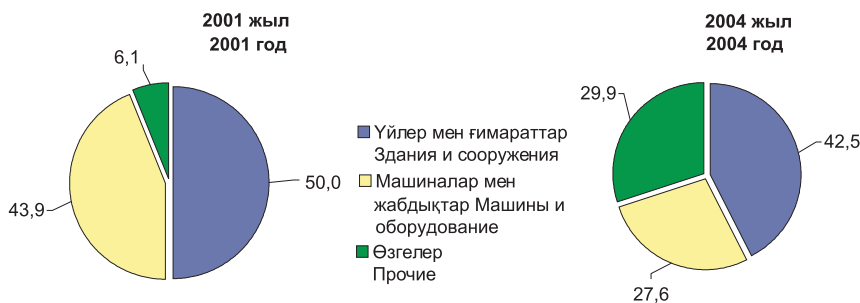 2001 жыл
2001 год
6,1
50,0
43,9
Үйлер мен ғимараттар
Здания и сооружения
Машиналар мен
жабдықтар Машины и
оборудование
Өзгелер
Прочие
2004 жыл
2004 год
29,9
42,5
27,6